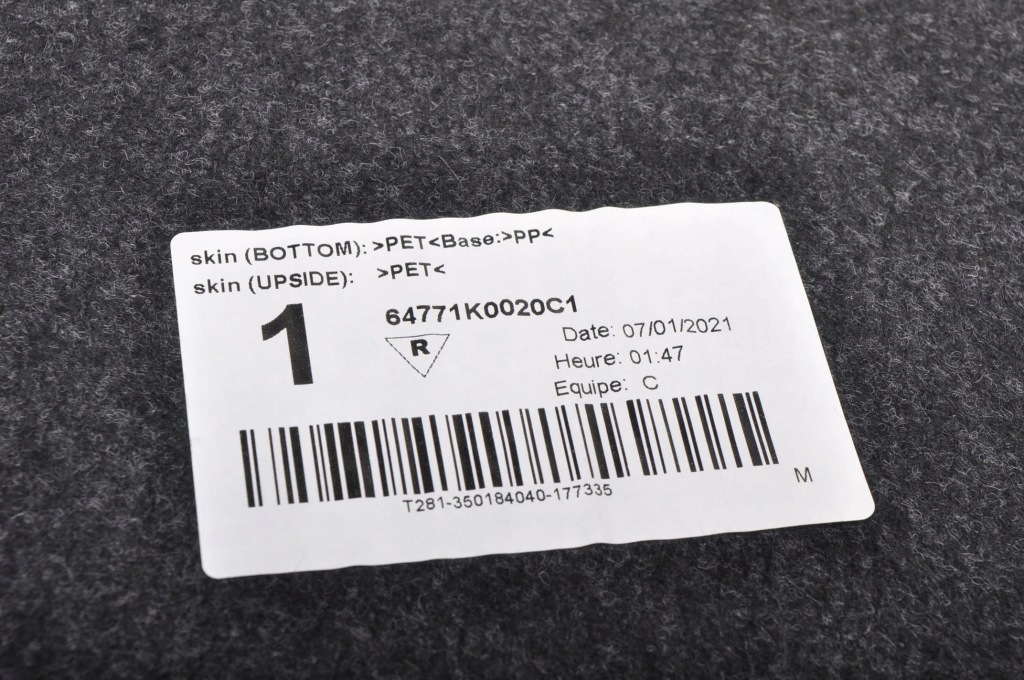 skin (BOTTOM): >PET<Base:>PP<
skin (UPSIDE): >PET<
1
64771K0020C1
R
Date: 07/01/2021
Heure: 01:47
Equipe: C
T281-350184040-177335
M